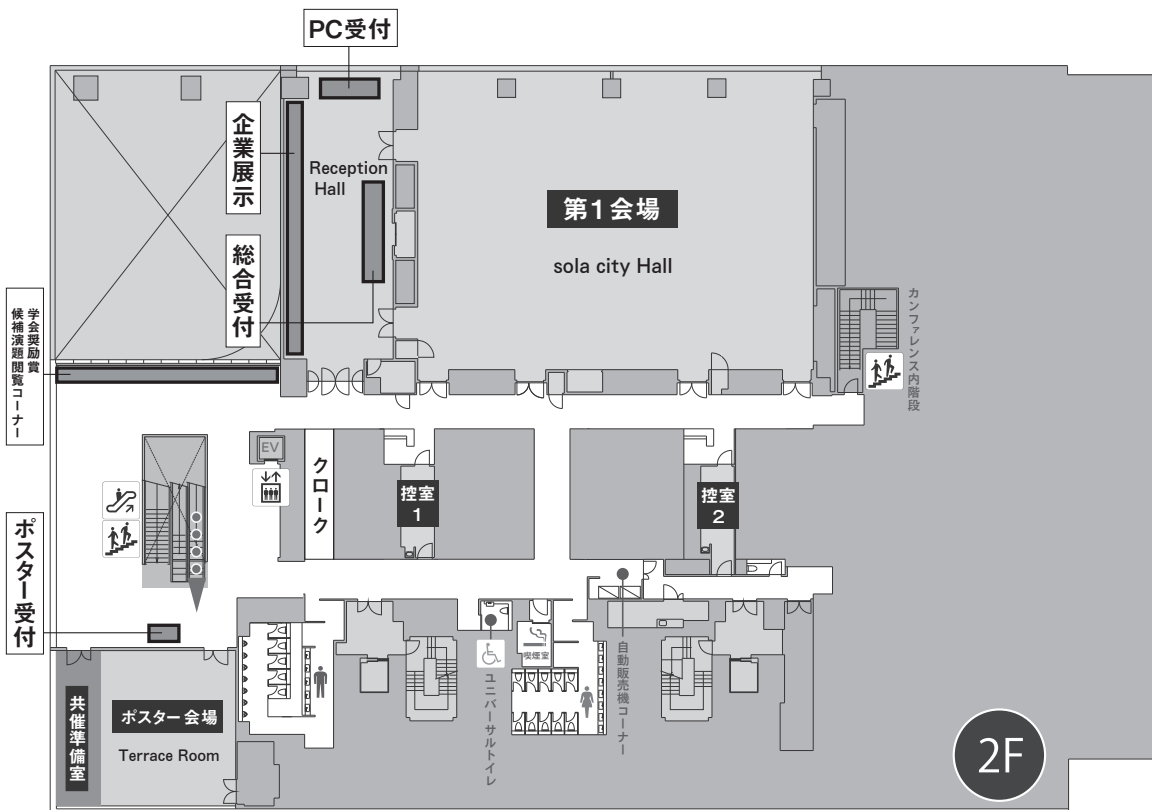 PC受付
企業展示
Reception
Hall
総合受付
第1会場
sola city Hall
学会奨励賞
候補演題閲覧コーナー
カンファレンス内階段
EV
クローク
控室
1
控室
2
ポスター受付
喫煙室
ユニバーサルトイレ
自動販売機コーナー
共催準備室
ポスター会場
Terrace Room
2F